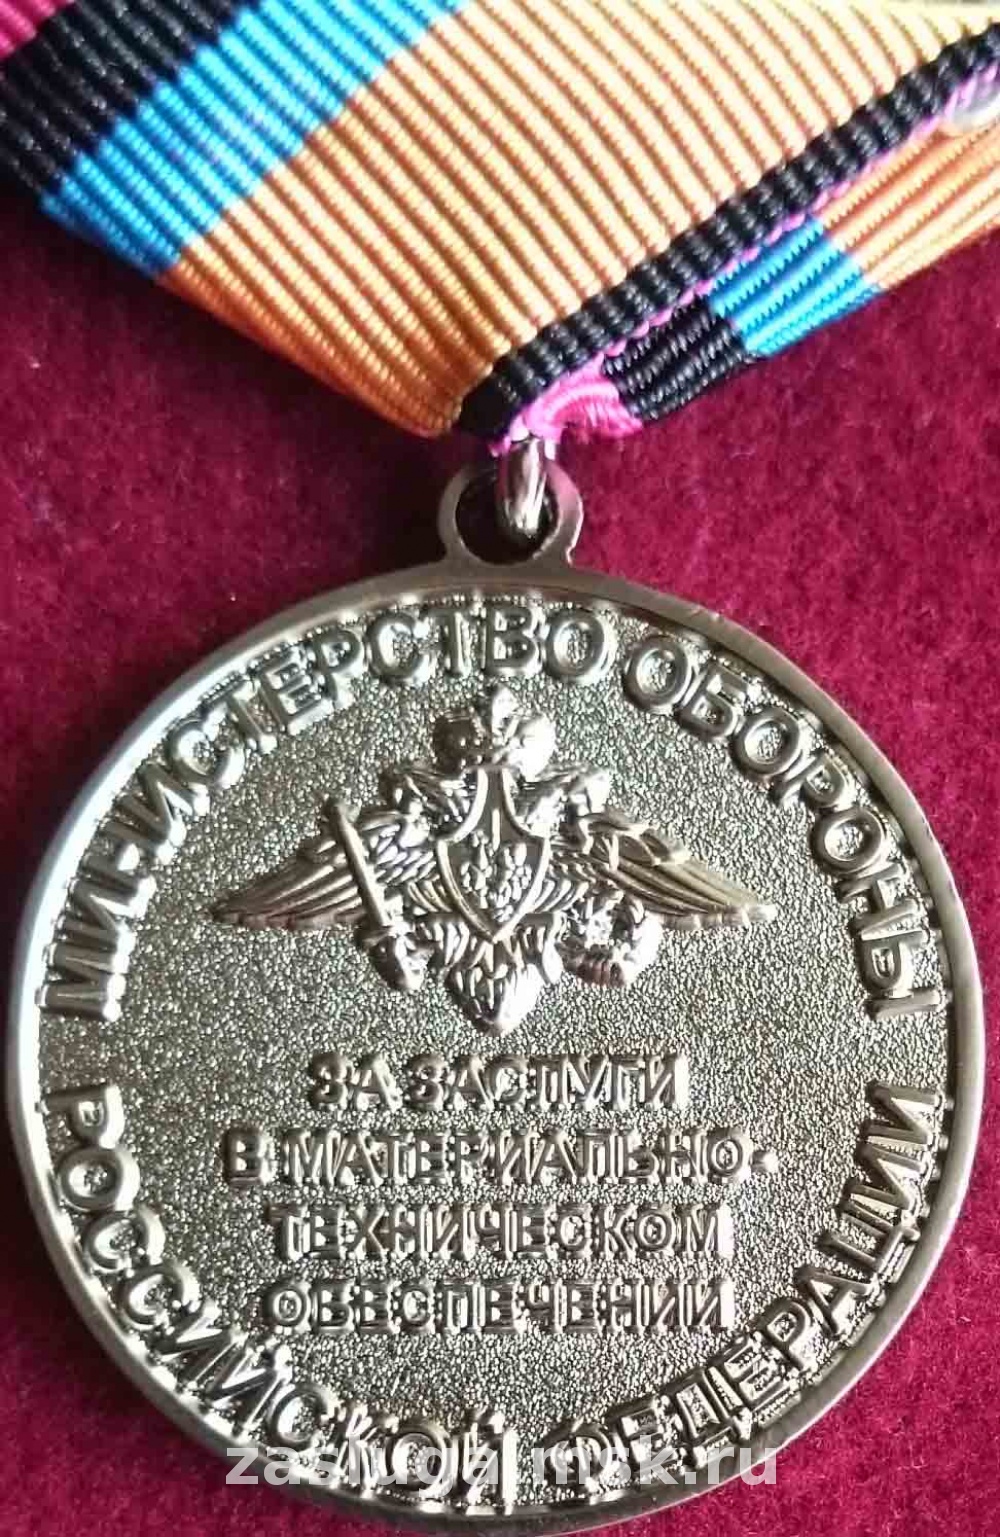 МИНИСТЕРСТВО ОБОРОНЫ
РОССИЙСКОЙ ФЕДЕРАЦИИ
ЗА ЗАСЛУГИ
В МАТЕРИАЛЬНО-
ТЕХНИЧЕСКОМ
ОБЕСПЕЧЕНИИ
zasluga-msk.ru